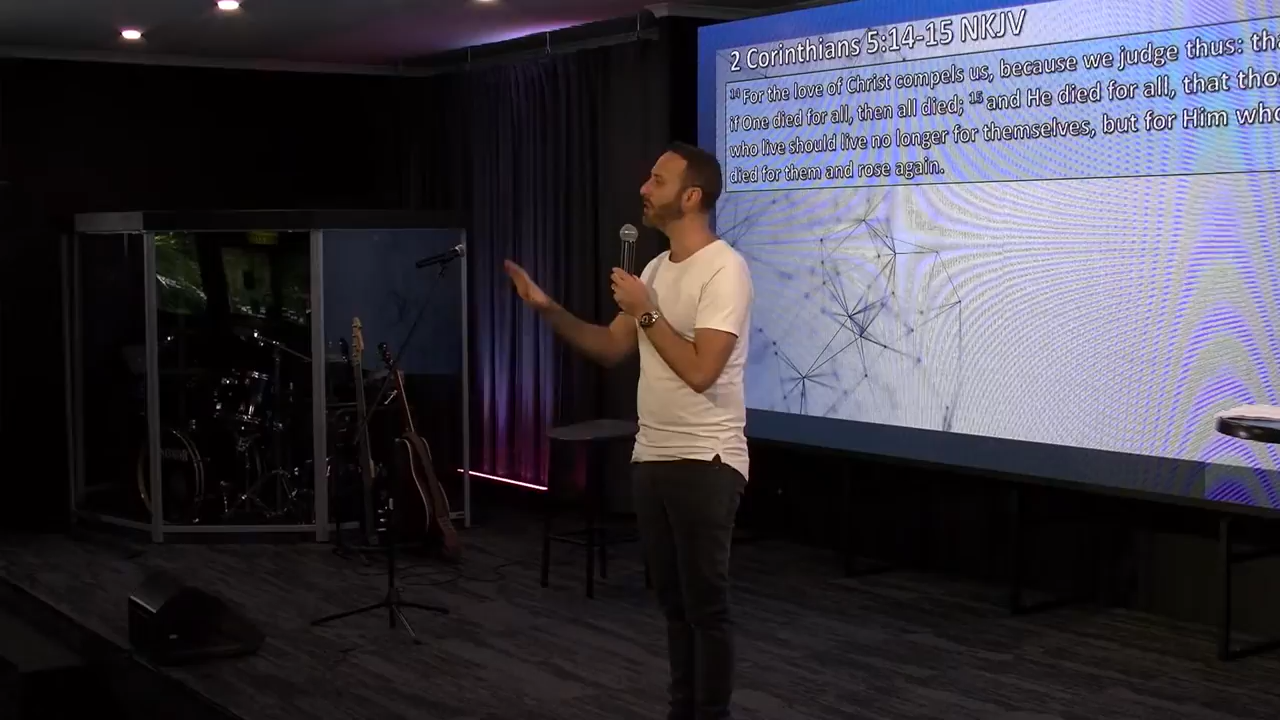 2 Corinthians 5:14-15 NKJV
14 For the love of Christ compels us, because we judge thus: tha
if One died for all, then all died; 15 and He died for all, that thos
who live should live no longer for themselves, but for Him who
died for them and rose again.